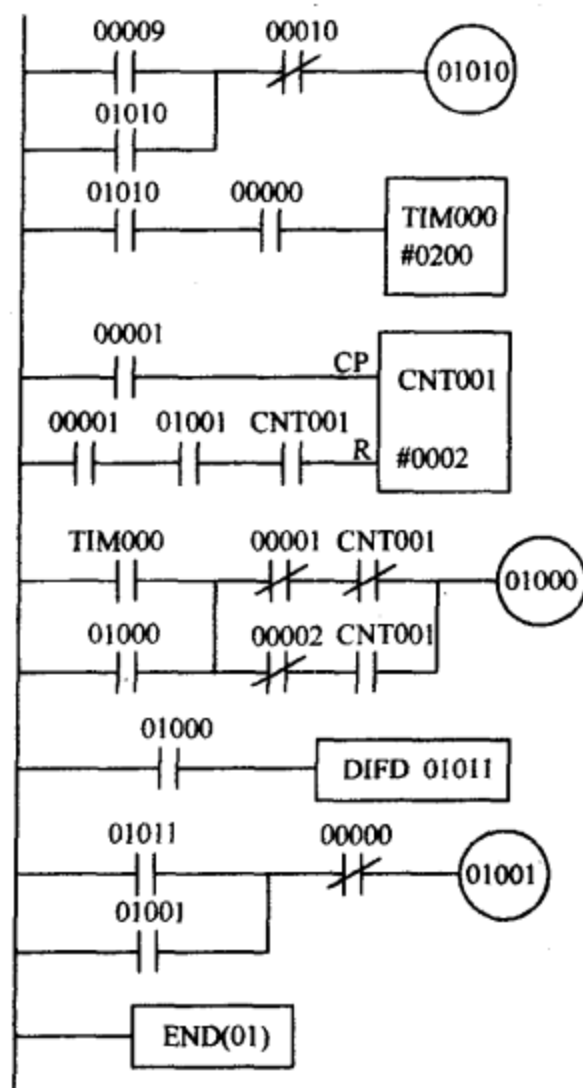 00009 00010
01010
01010
01010 00000
TIM000
#0200
00001
CP
CNT001
00001 01001 CNT001
R
#0002
TIM000 00001 CNT001
01000
01000 00002 CNT001
01000
DIFD 01011
01011 00000
01001
01001
END(01)